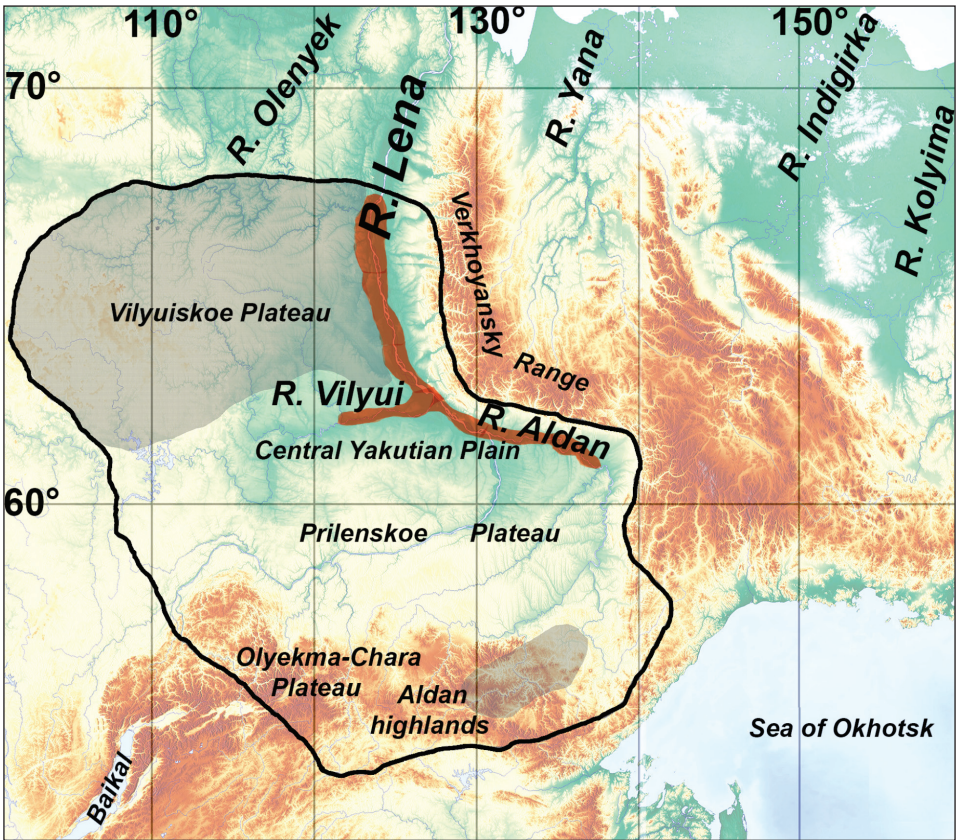 110° 130° 150°
70°
R. Olenyek
R. Lena
R. Yana
R. Indigirka
R. Kolyima
Verkhoyansky
Range
Vilyuiskoe Plateau
R. Vilyui
R. Aldan
Central Yakutian Plain
60°
Prilenskoe Plateau
Olyekma-Chara
Plateau
Aldan
highlands
Sea of Okhotsk
Baikal